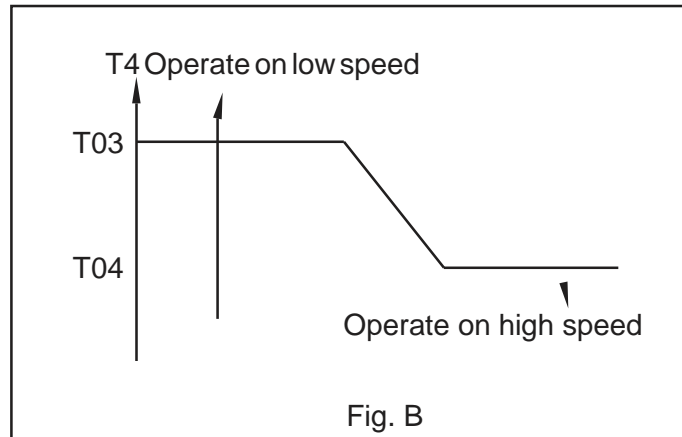 T4 Operate on low speed
T03
T04
Operate on high speed
Fig. B